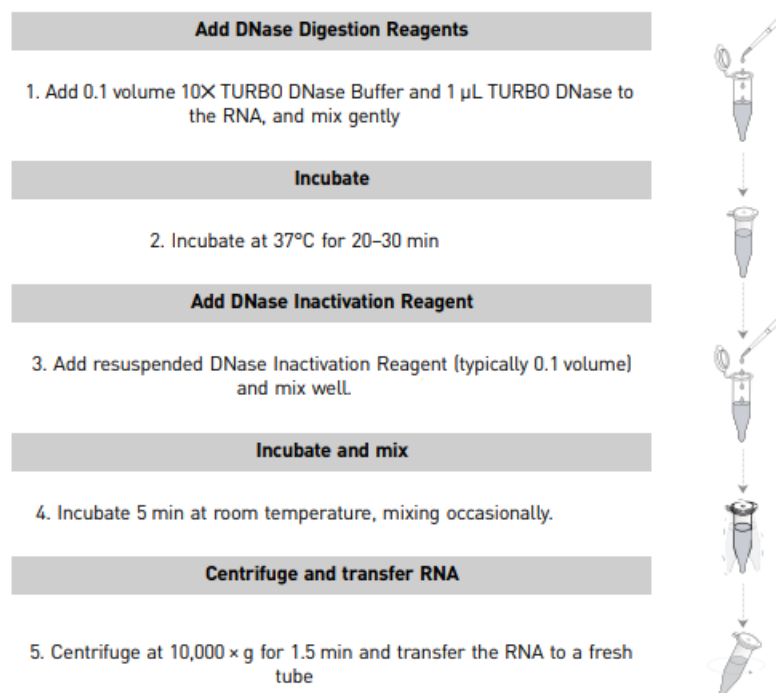 Add DNase Digestion Reagents
1. Add 0.1 volume 10X TURBO DNase Buffer and 1 µL TURBO DNase to
the RNA, and mix gently
Incubate
2. Incubate at 37°C for 20–30 min
Add DNase Inactivation Reagent
3. Add resuspended DNase Inactivation Reagent (typically 0.1 volume)
and mix well.
Incubate and mix
4. Incubate 5 min at room temperature, mixing occasionally.
Centrifuge and transfer RNA
5. Centrifuge at 10,000 × g for 1.5 min and transfer the RNA to a fresh
tube